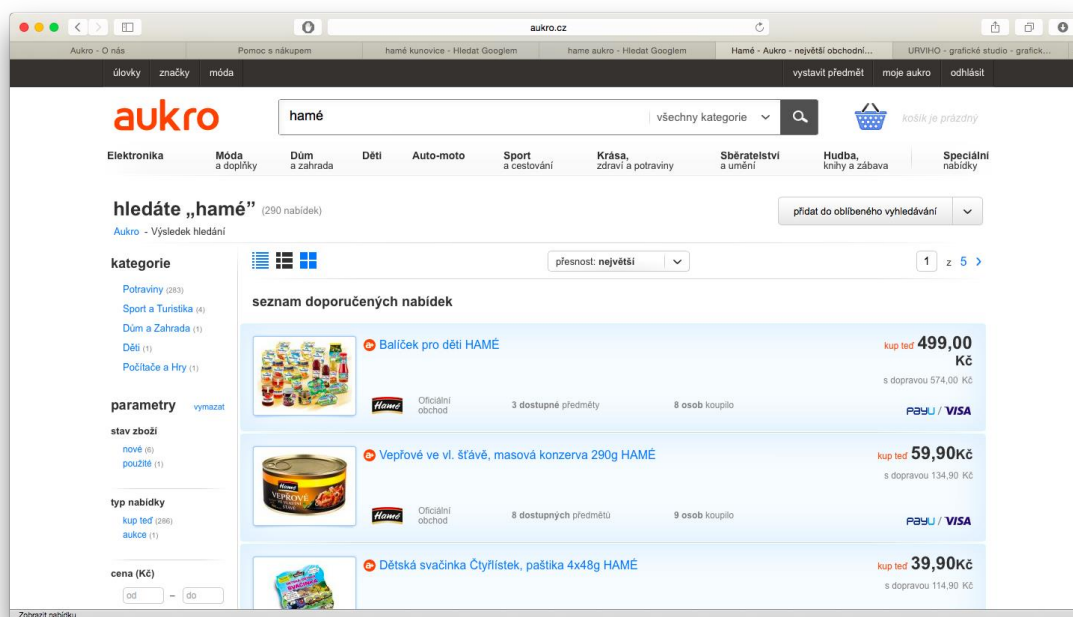 aukro.cz
Aukro - O nás
Pomoc s nákupem
hamé kunovice - Hledat Googlem
hame aukro - Hledat Googlem
Hamé - Aukro - největší obchodní...
URVIHO - grafické studio - grafick...
úlovky značky móda
vystavit předmět moje aukro odhlásit
aukro
hamé
všechny kategorie
košík je prázdný
Elektronika
Móda
a doplňky
Dům
a zahrada
Děti
Auto-moto
Sport
a cestování
Krása,
zdraví a potraviny
Sběratelství
a umění
Hudba,
knihy a zábava
Speciální
nabídky
hledáte „hamé” (290 nabídek)
přidat do oblíbeného vyhledávání
Aukro - Výsledek hledání
kategorie
Potraviny (283)
Sport a Turistika (4)
Dům a Zahrada (1)
Děti (1)
Počítače a Hry (1)
parametry vymazat
stav zboží
nové (6)
použité (1)
typ nabídky
kup teď (286)
aukce (1)
cena (Kč)
od – do
přesnost: největší
1 z 5
seznam doporučených nabídek
Balíček pro děti HAMÉ
kup teď 499,00
Kč
s dopravou 574,00 Kč
Hamé
Oficiální
obchod
3 dostupné předměty
8 osob koupilo
PayU / VISA
Vepřové ve vl. šťávě, masová konzerva 290g HAMÉ
kup teď 59,90Kč
s dopravou 134,90 Kč
Hamé
VEPŘOVÉ
Hamé
Oficiální
obchod
8 dostupných předmětů
9 osob koupilo
PayU / VISA
Dětská svačinka Čtyřlístek, paštika 4x48g HAMÉ
kup teď 39,90Kč
s dopravou 114,90 Kč
SVAČINKA
Zobrazit nabídku